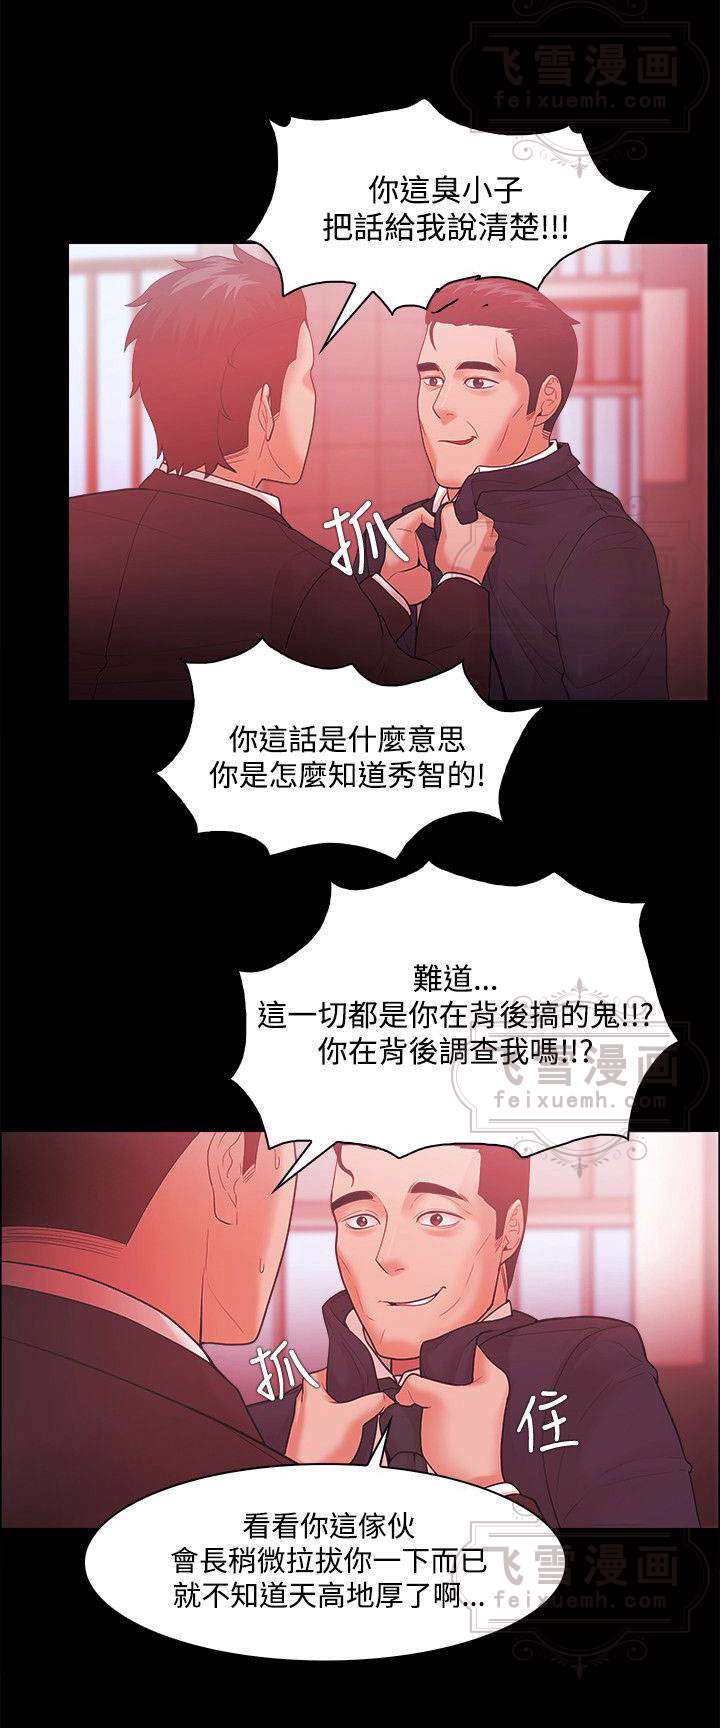 飞雪漫画
feixuemh.com
你這臭小子
把話給我說清楚!!!
抓
你這話是什麼意思
你是怎麼知道秀智的!
難道...
這一切都是你在背後搞的鬼!!?
你在背後調查我嗎!!?
飞雪漫画
feixuemh.com
抓
住
看看你這傢伙
會長稍微拉拔你一下而已
就不知道天高地厚了啊...
飞雪漫画
feixuemh.com